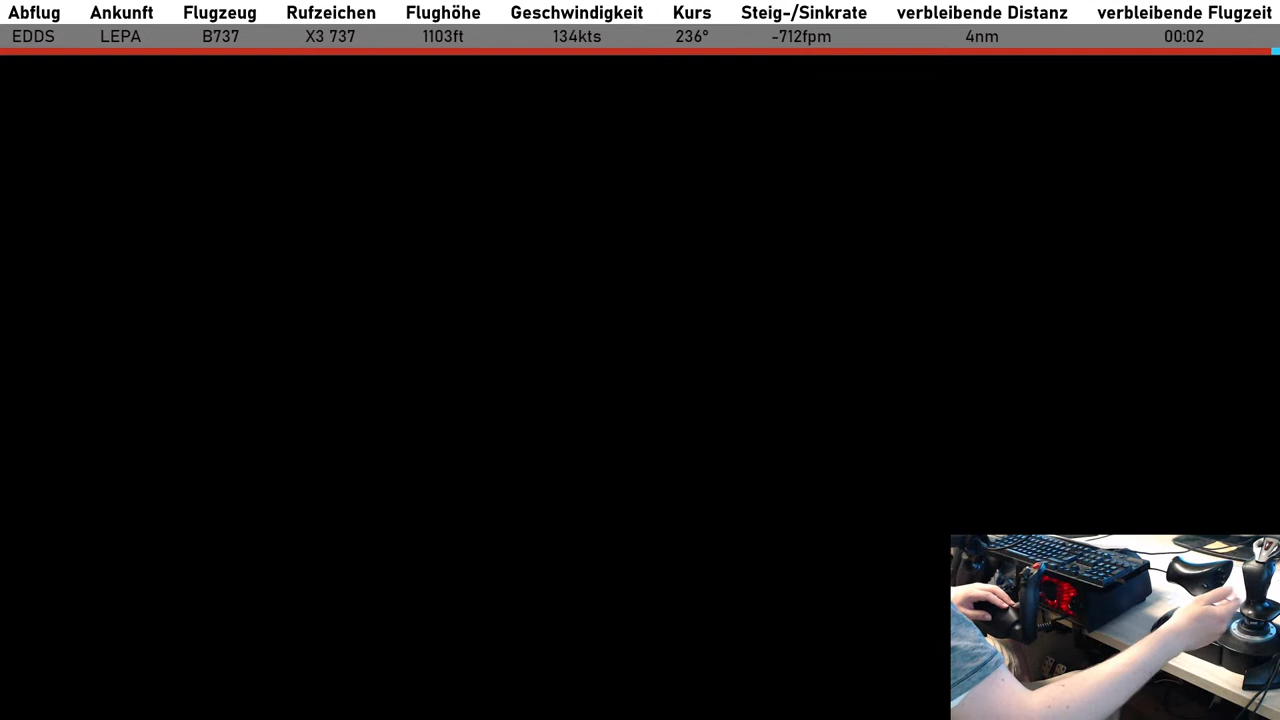 Abflug Ankunft Flugzeug Rufzeichen Flughöhe Geschwindigkeit Kurs Steig-/Sinkrate verbleibende Distanz verbleibende Flugzeit
EDDS LEPA B737 X3 737 1103ft 134kts 236° -712fpm 4nm 00:02